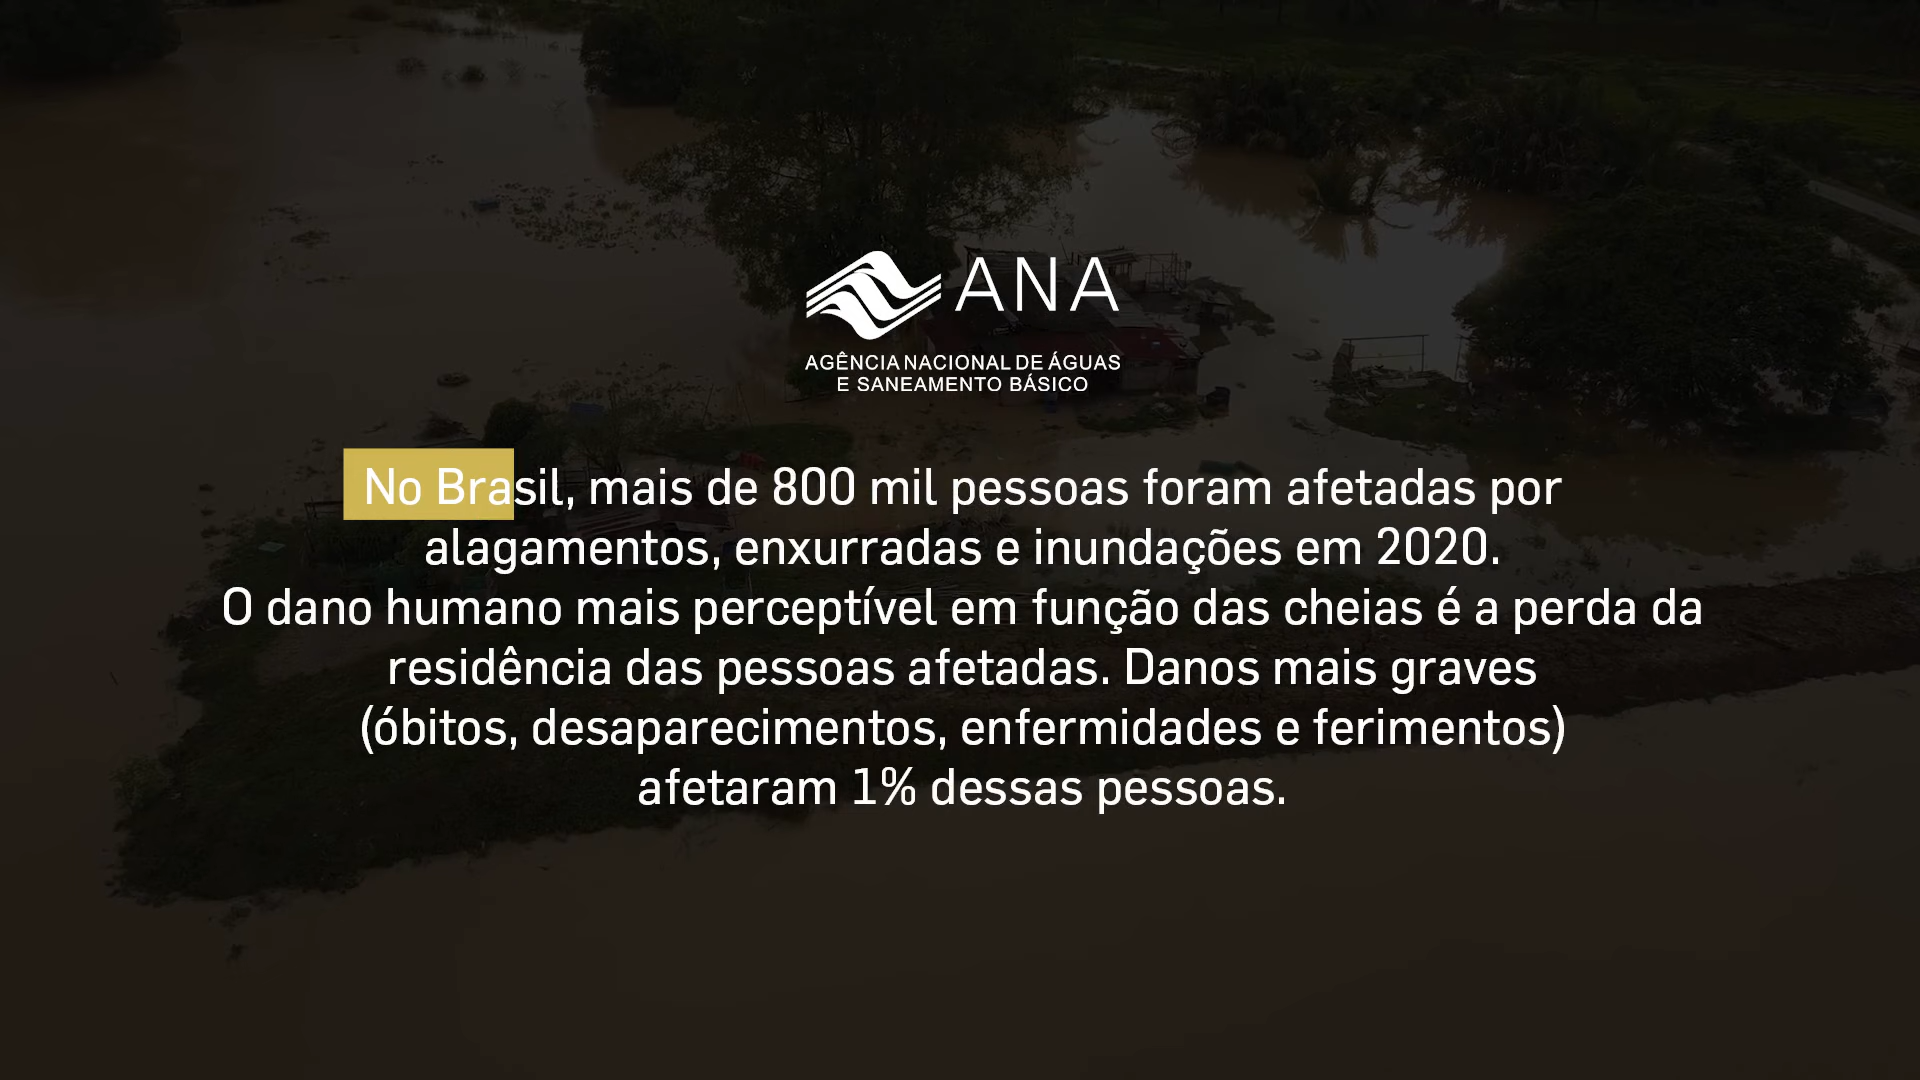 ANA
AGÊNCIA NACIONAL DE ÁGUAS
E SANEAMENTO BÁSICO
No Brasil, mais de 800 mil pessoas foram afetadas por
alagamentos, enxurradas e inundações em 2020.
O dano humano mais perceptível em função das cheias é a perda da
residência das pessoas afetadas. Danos mais graves
(óbitos, desaparecimentos, enfermidades e ferimentos)
afetaram 1% dessas pessoas.